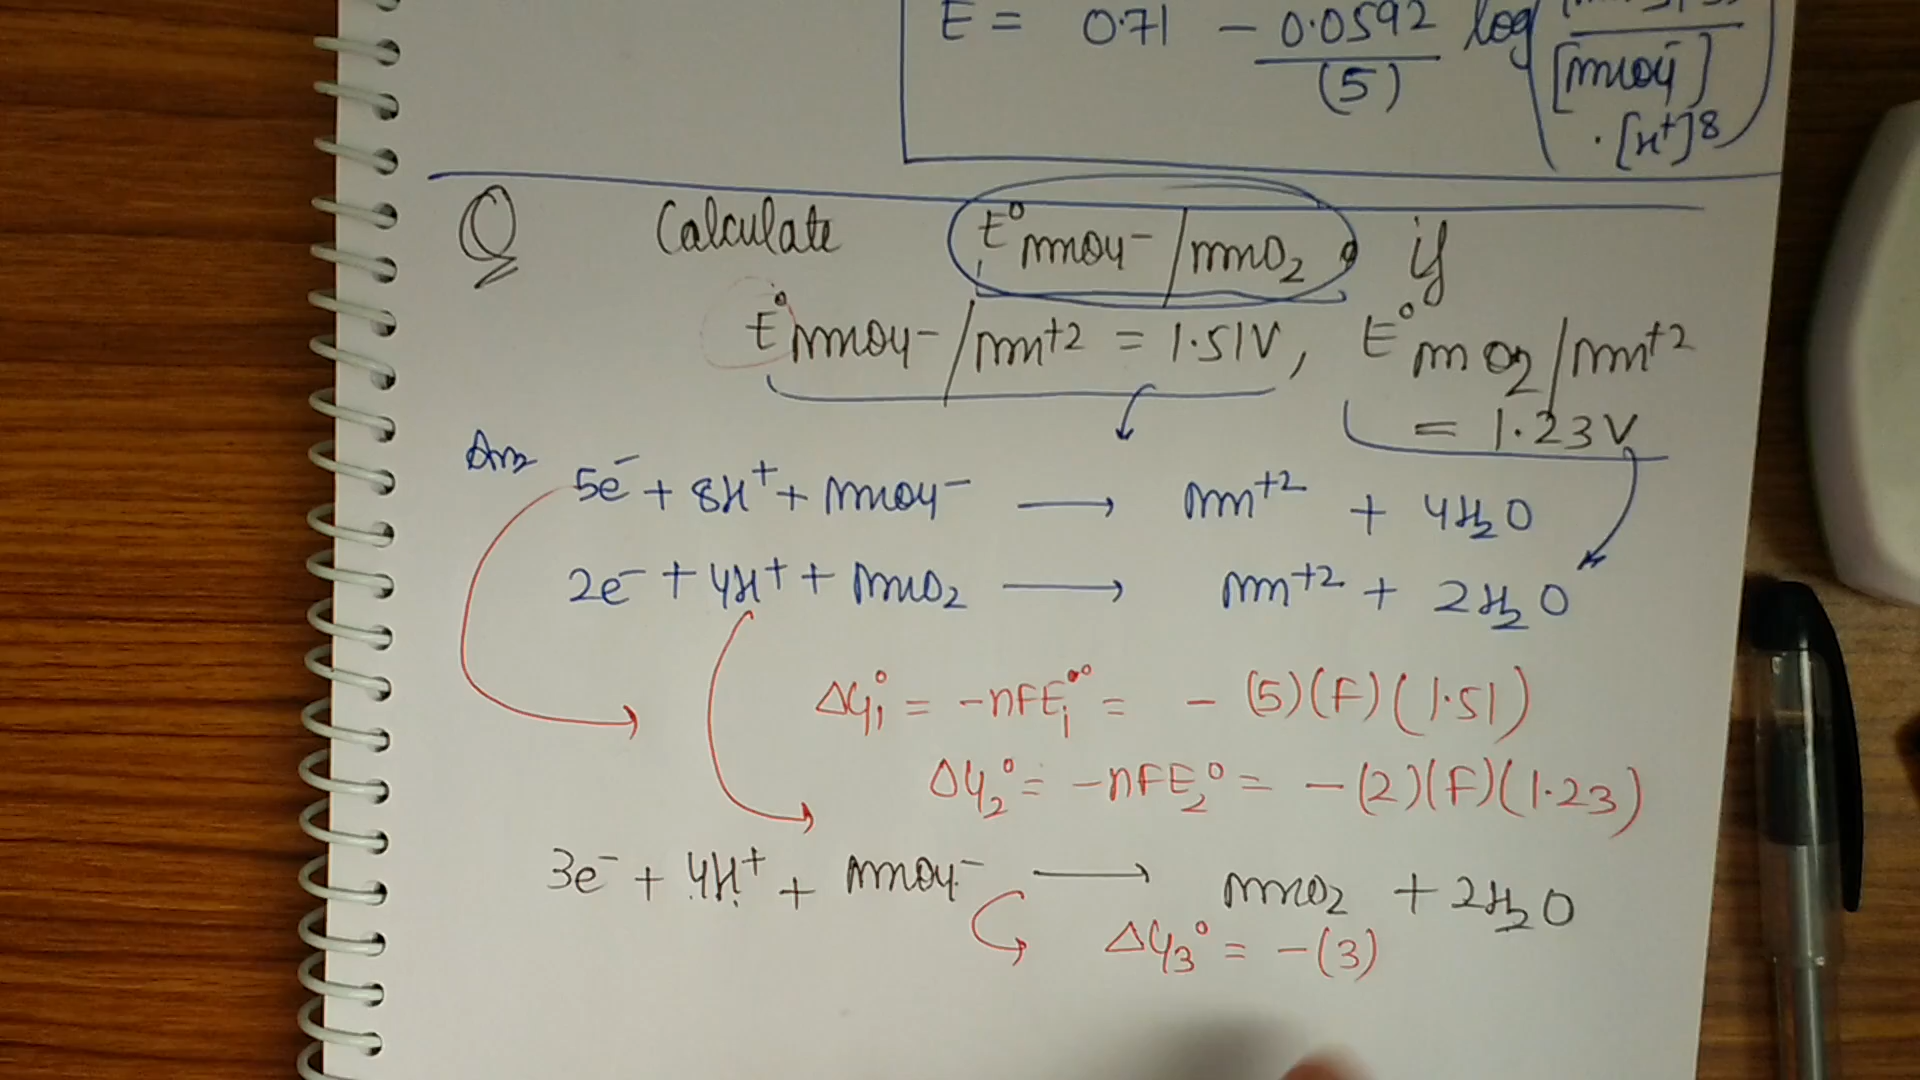 E = 0.71 - 0.0592/(5) log( /[MnO4-] · [H+]^8)
Q Calculate E°MnO4-/MnO2, if
E°MnO4-/Mn+2 = 1.51V, E°MnO2/Mn+2
= 1.23V
Ans 5e- + 8H+ + MnO4- → Mn+2 + 4H2O
2e- + 4H+ + MnO2 → Mn+2 + 2H2O
ΔG1° = -nFE1° = - (5)(F)(1.51)
ΔG2° = -nFE2° = -(2)(F)(1.23)
3e- + 4H+ + MnO4- → MnO2 + 2H2O
ΔG3° = -(3)